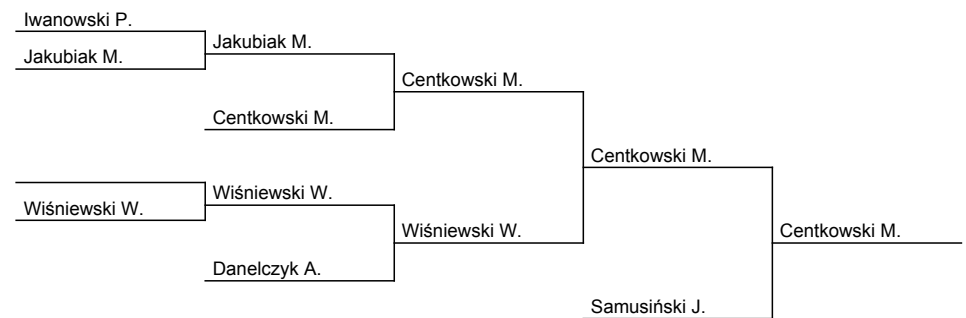 Iwanowski P.
Jakubiak M.
Jakubiak M.
Centkowski M.
Centkowski M.
Centkowski M.
Wiśniewski W.
Wiśniewski W.
Wiśniewski W.
Centkowski M.
Danelczyk A.
Samusiński J.